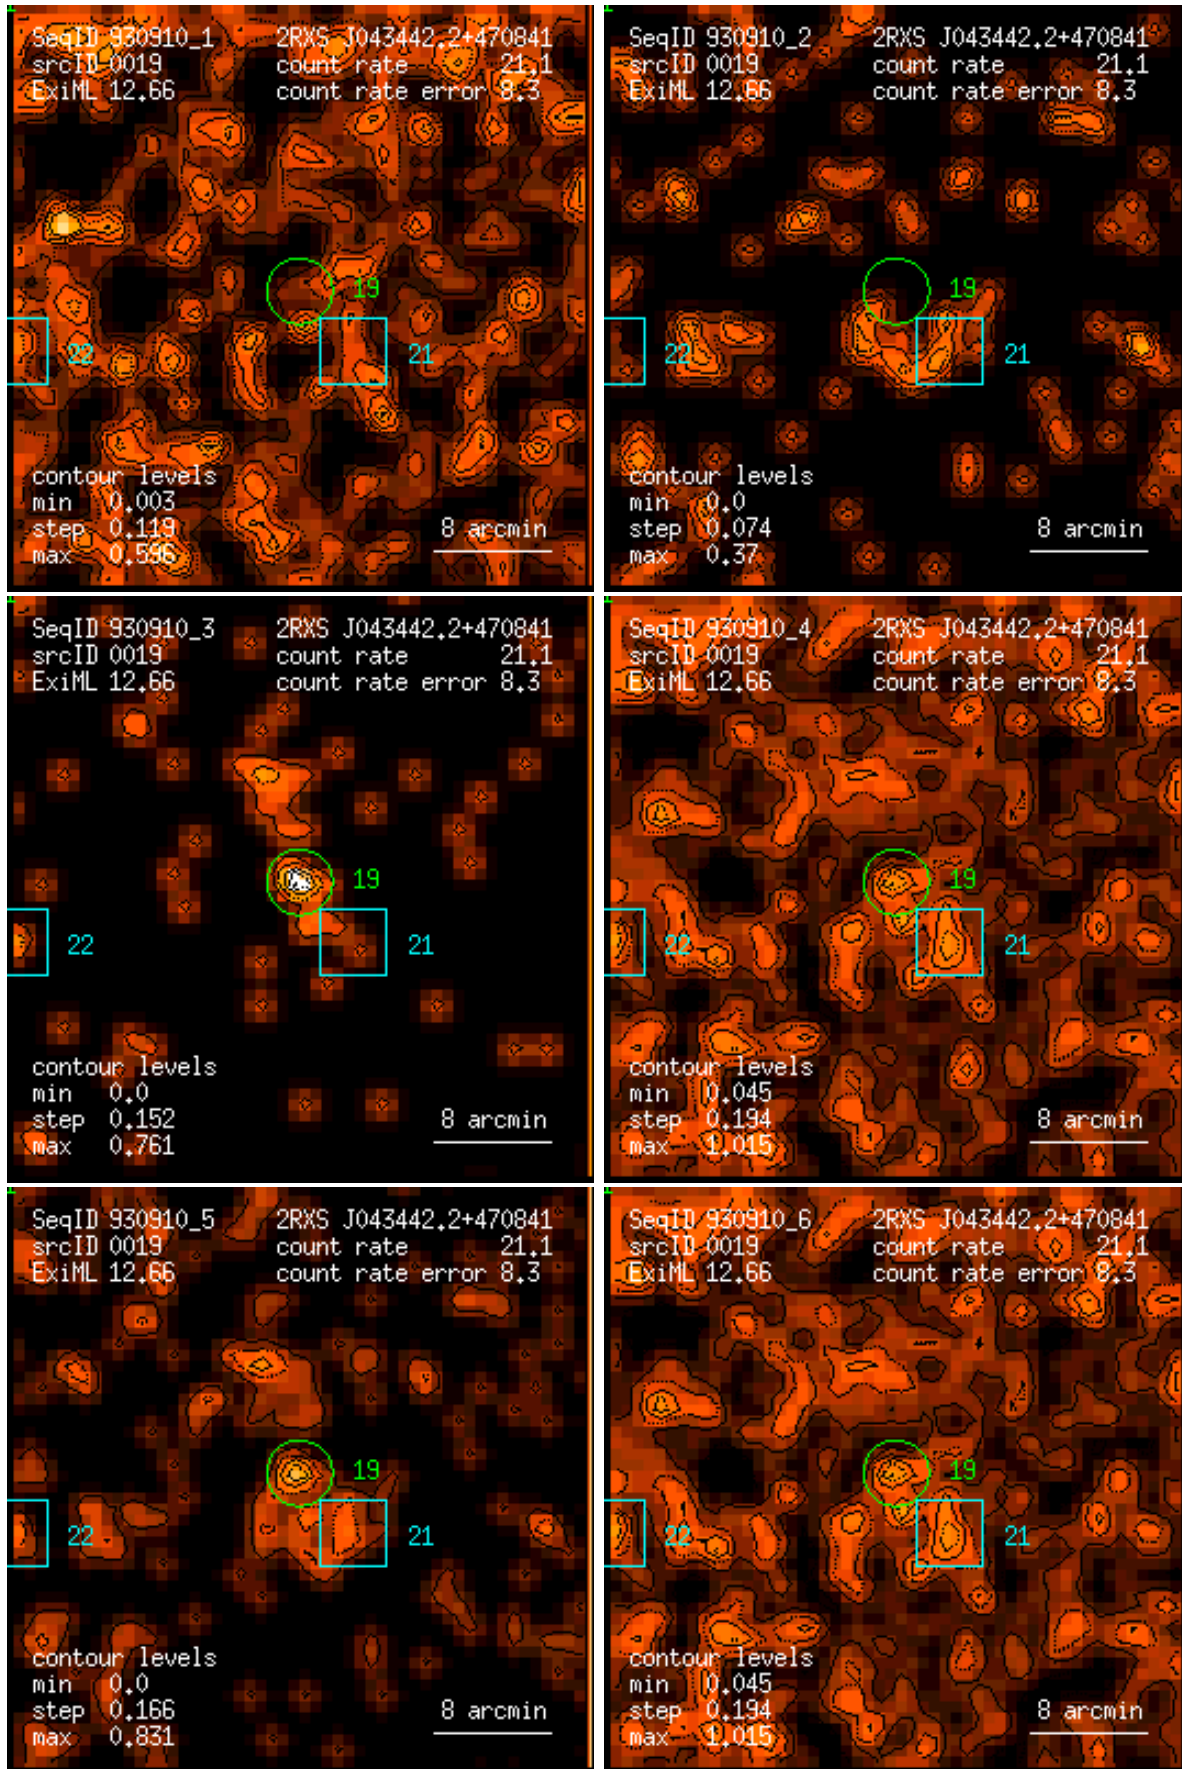 SeqID 930910_1 2RXS J043442.2+470841
srcID 0019 count rate 21.1
ExiML 12.66 count rate error 8.3
19
22 21
contour levels
min 0.003
step 0.119 8 arcmin
max 0.596
SeqID 930910_2 2RXS J043442.2+470841
srcID 0019 count rate 21.1
ExiML 12.66 count rate error 8.3
19
22 21
contour levels
min 0.0
step 0.074 8 arcmin
max 0.37
SeqID 930910_3 2RXS J043442.2+470841
srcID 0019 count rate 21.1
ExiML 12.66 count rate error 8.3
19
22 21
contour levels
min 0.0
step 0.152 8 arcmin
max 0.761
SeqID 930910_4 2RXS J043442.2+470841
srcID 0019 count rate 21.1
ExiML 12.66 count rate error 8.3
19
22 21
contour levels
min 0.045
step 0.194 8 arcmin
max 1.015
SeqID 930910_5 2RXS J043442.2+470841
srcID 0019 count rate 21.1
ExiML 12.66 count rate error 8.3
19
22 21
contour levels
min 0.0
step 0.166 8 arcmin
max 0.831
SeqID 930910_6 2RXS J043442.2+470841
srcID 0019 count rate 21.1
ExiML 12.66 count rate error 8.3
19
22 21
contour levels
min 0.045
step 0.194 8 arcmin
max 1.015